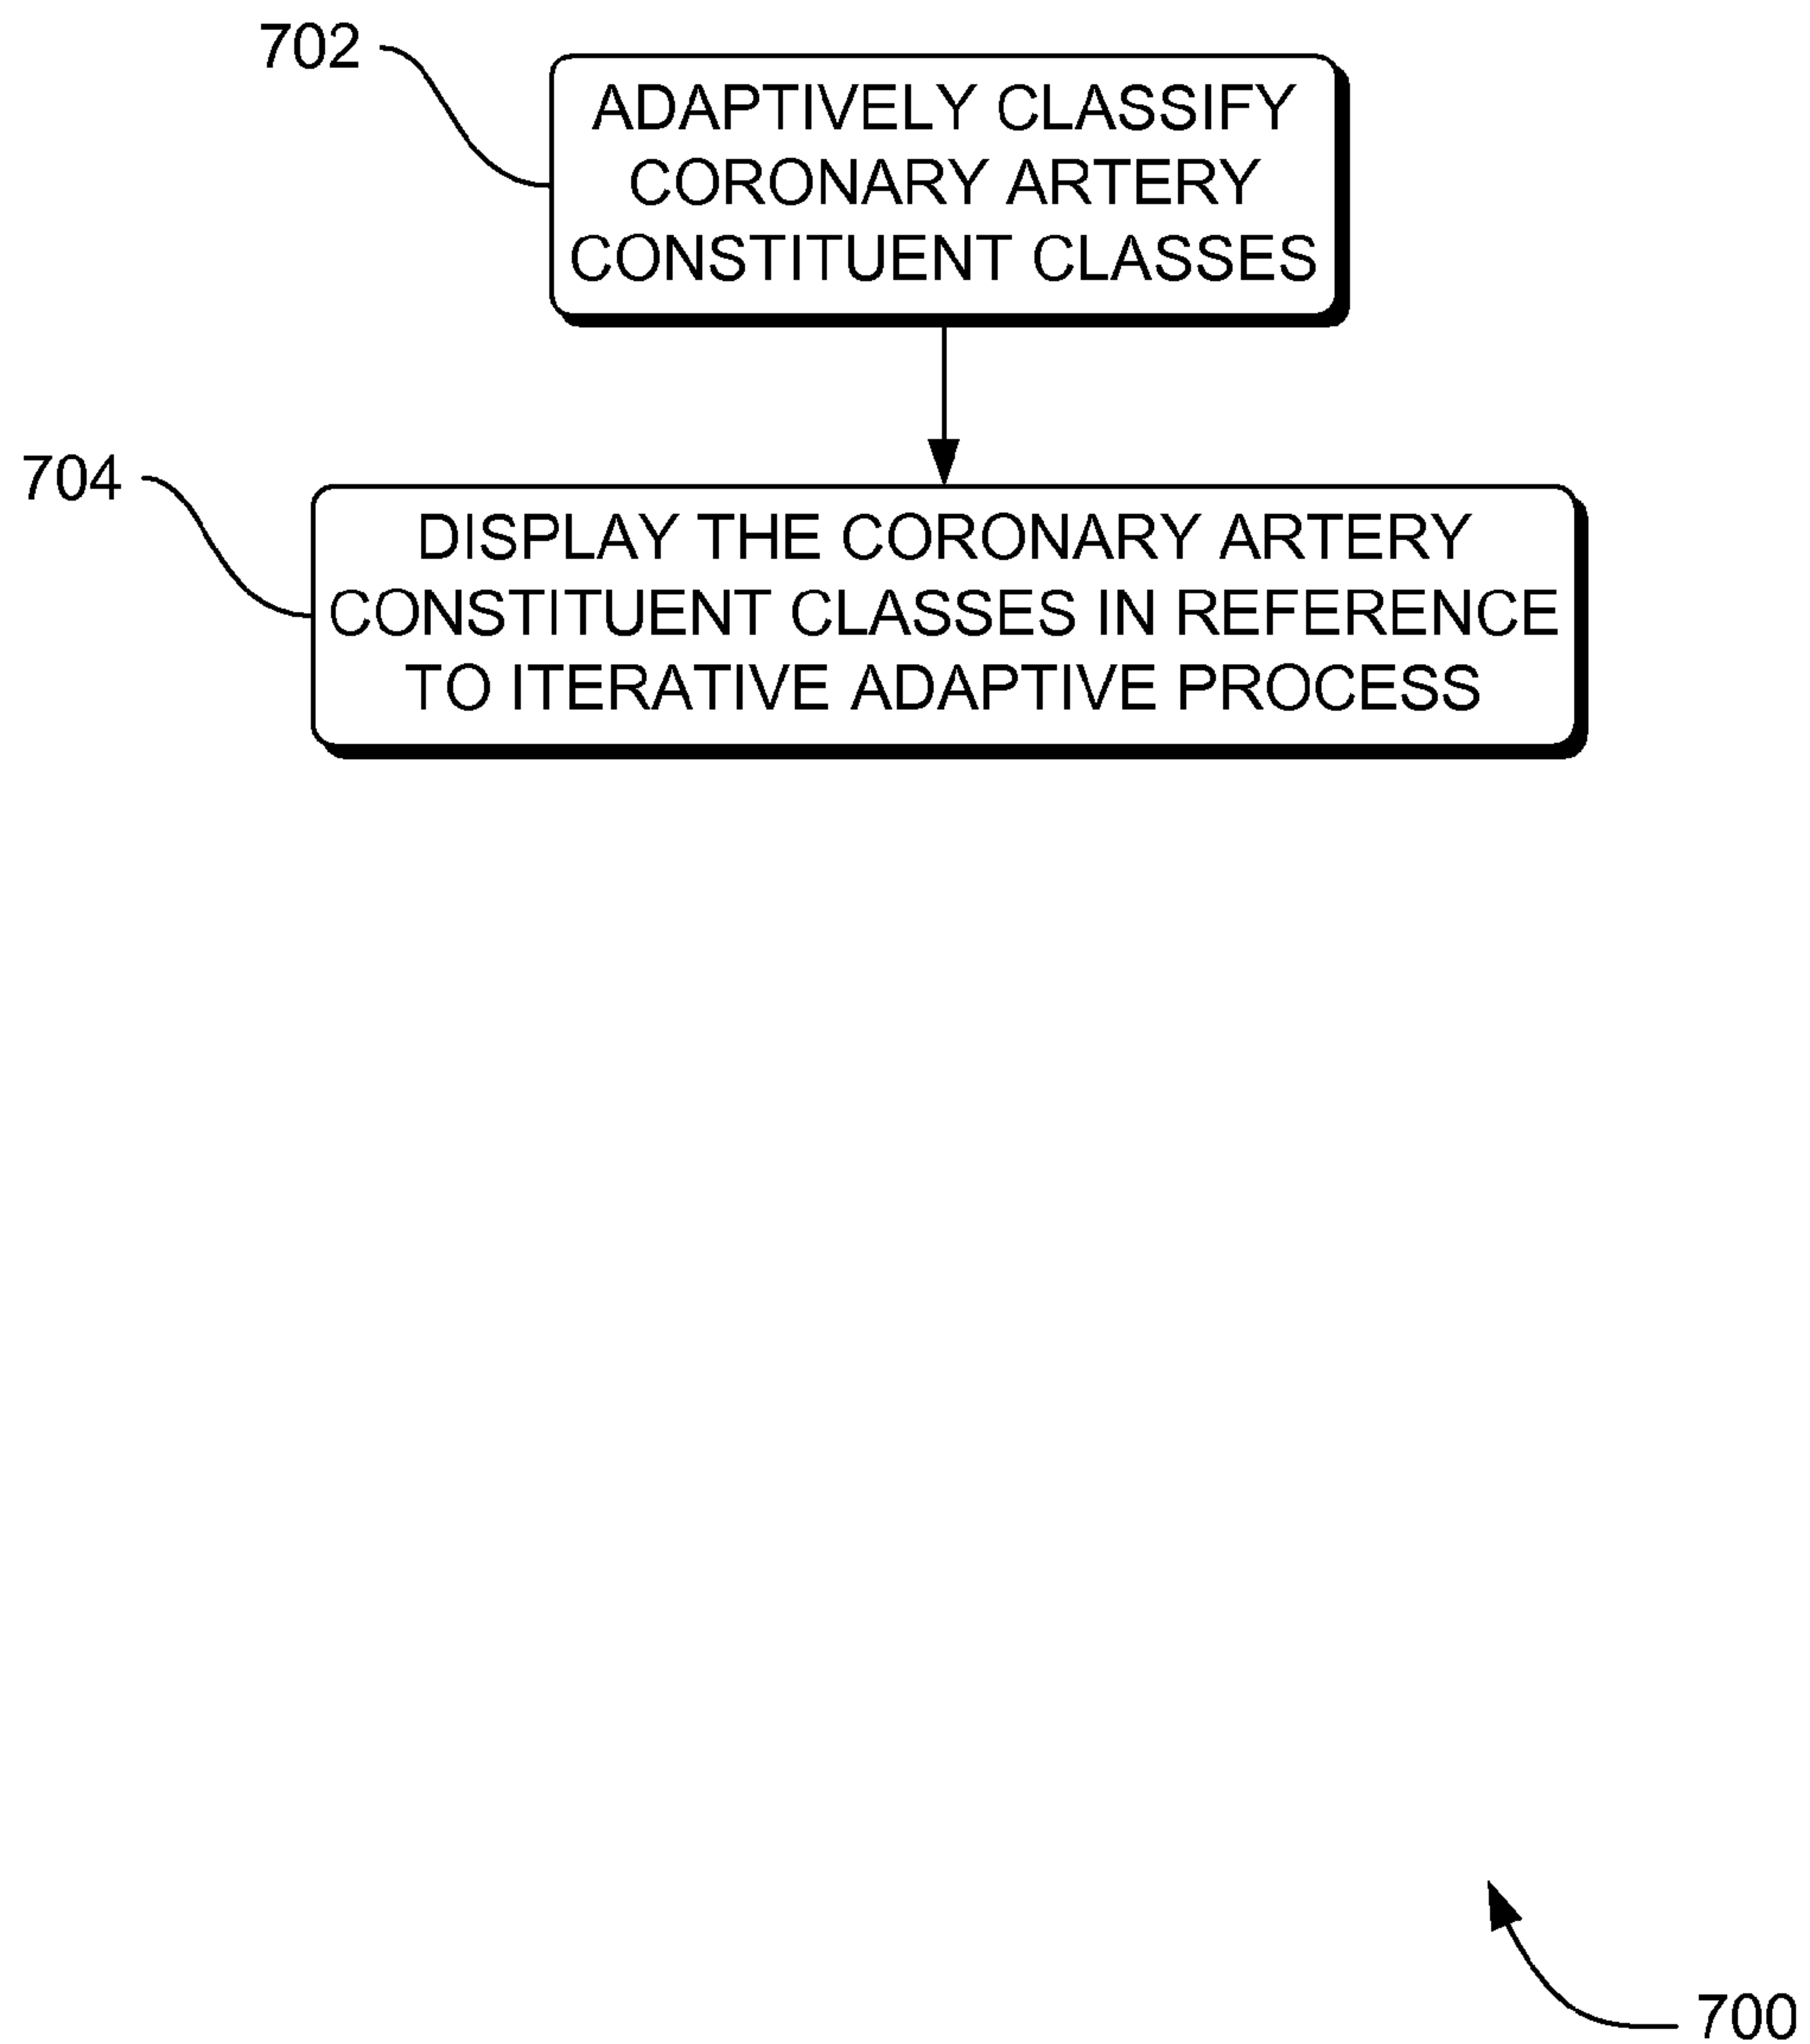 702
ADAPTIVELY CLASSIFY
CORONARY ARTERY
CONSTITUENT CLASSES
704
DISPLAY THE CORONARY ARTERY
CONSTITUENT CLASSES IN REFERENCE
TO ITERATIVE ADAPTIVE PROCESS
700